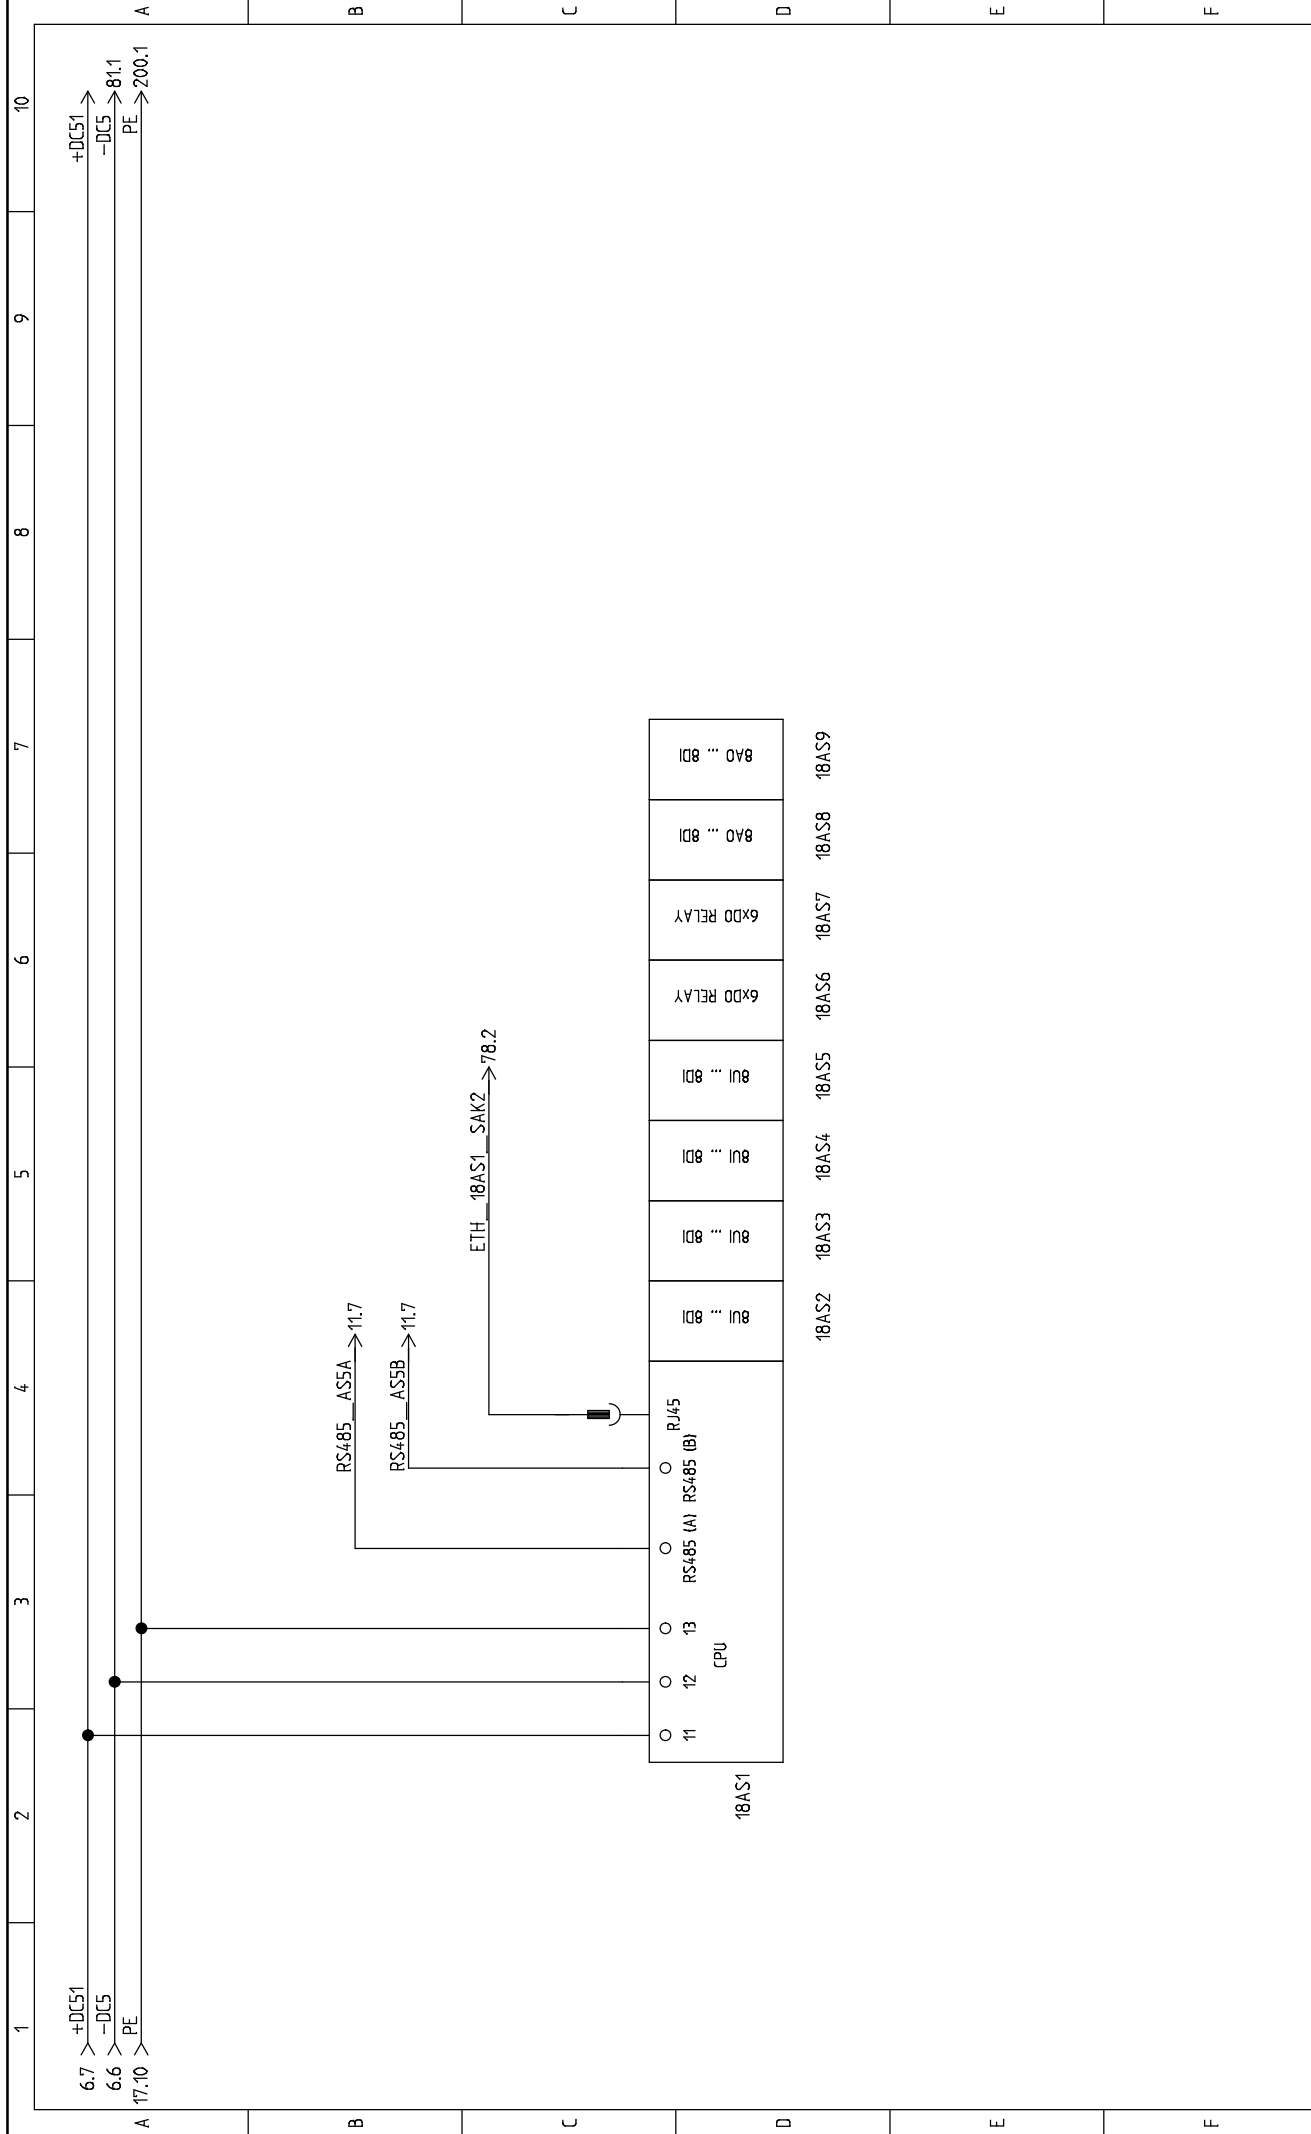 1 2 3 4 5 6 7 8 9 10
A
A
6.7 +DC51
+DC51
6.6 -DC5
-DC5 81.1
17.10 PE
PE 200.1
B
B
RS485_AS5A 11.7
RS485_AS5B 11.7
C
C
ETH_18AS1_SAK2 78.2
D
D
11 12 13 RS485 (A) RS485 (B) RJ45
CPU
8UI ... 8DI
8UI ... 8DI
8UI ... 8DI
8UI ... 8DI
6xDO RELAY
6xDO RELAY
8AO ... 8DI
8AO ... 8DI
18AS1
18AS2 18AS3 18AS4 18AS5 18AS6 18AS7 18AS8 18AS9
E
E
F
F